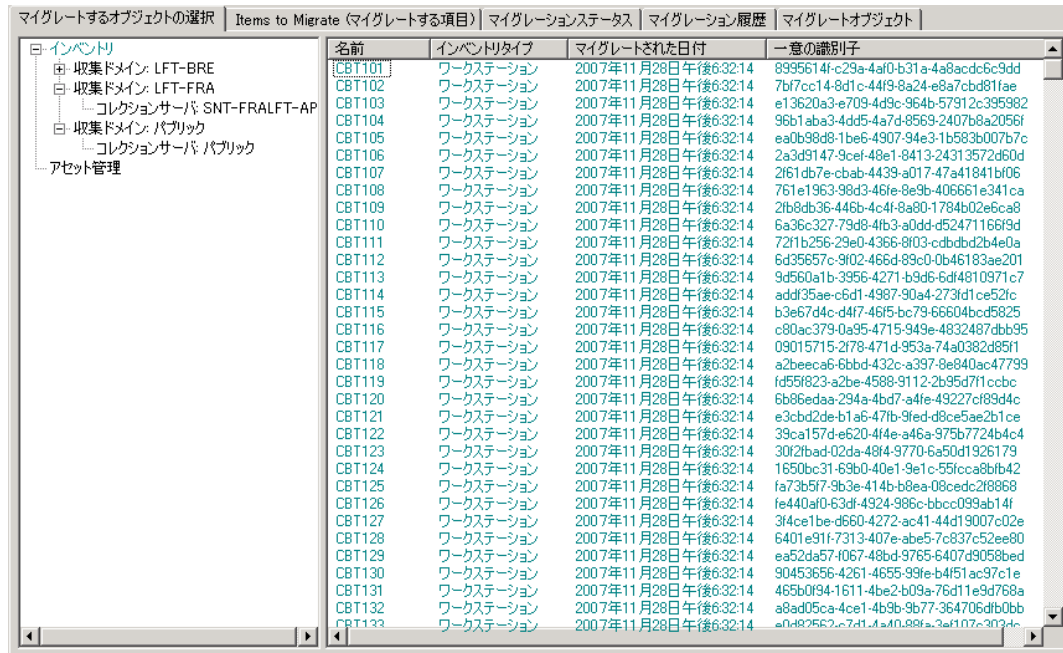 マイグレートするオブジェクトの選択 Items to Migrate (マイグレートする項目) マイグレーションステータス マイグレーション履歴 マイグレートオブジェクト
インベントリ
収集ドメイン: LFT-BRE
収集ドメイン: LFT-FRA
コレクションサーバ: SNT-FRALFT-AP
収集ドメイン: パブリック
コレクションサーバ: パブリック
アセット管理
名前 インベントリタイプ マイグレートされた日付 一意の識別子
CBT101 ワークステーション 2007年11月28日午後6:32:14 8995614f-c29a-4af0-b31a-4a8acdc6c9dd
CBT102 ワークステーション 2007年11月28日午後6:32:14 7bf7cc14-8d1c-44f9-8a24-e8a7cbd81fae
CBT103 ワークステーション 2007年11月28日午後6:32:14 e13620a3-e709-4d9c-964b-57912c395982
CBT104 ワークステーション 2007年11月28日午後6:32:14 96b1aba3-4dd5-4a7d-8569-2407b8a2056f
CBT105 ワークステーション 2007年11月28日午後6:32:14 ea0b98d8-1be6-4907-94e3-1b583b007b7c
CBT106 ワークステーション 2007年11月28日午後6:32:14 2a3d9147-9cef-48e1-8413-24313572d60d
CBT107 ワークステーション 2007年11月28日午後6:32:14 2f61db7e-cbab-4439-a017-47a41841bf06
CBT108 ワークステーション 2007年11月28日午後6:32:14 761e1963-98d3-46fe-8e9b-406661e341ca
CBT109 ワークステーション 2007年11月28日午後6:32:14 2fb8db36-446b-4c4f-8a80-1784b02e6ca8
CBT110 ワークステーション 2007年11月28日午後6:32:14 6a36c327-79d8-4fb3-a0dd-d52471166f9d
CBT111 ワークステーション 2007年11月28日午後6:32:14 72f1b256-29e0-4366-8f03-cdbdbd2b4e0a
CBT112 ワークステーション 2007年11月28日午後6:32:14 6d35657c-9f02-466d-89c0-0b46183ae201
CBT113 ワークステーション 2007年11月28日午後6:32:14 9d560a1b-3956-4271-b9d6-6df4810971c7
CBT114 ワークステーション 2007年11月28日午後6:32:14 addf35ae-c6d1-4987-90a4-273fd1ce52fc
CBT115 ワークステーション 2007年11月28日午後6:32:14 b3e67d4c-d4f7-46f5-bc79-66604bcd5825
CBT116 ワークステーション 2007年11月28日午後6:32:14 c80ac379-0a95-4715-949e-4832487dbb95
CBT117 ワークステーション 2007年11月28日午後6:32:14 09015715-2f78-471d-953a-74a0382d85f1
CBT118 ワークステーション 2007年11月28日午後6:32:14 a2beeca6-6bbd-432c-a397-8e840ac47799
CBT119 ワークステーション 2007年11月28日午後6:32:14 fd55f823-a2be-4588-9112-2b95d7f1ccbc
CBT120 ワークステーション 2007年11月28日午後6:32:14 6b86edaa-294a-4bd7-a4fe-49227cf89d4c
CBT121 ワークステーション 2007年11月28日午後6:32:14 e3cbd2de-b1a6-47fb-9fed-d8ce5ae2b1ce
CBT122 ワークステーション 2007年11月28日午後6:32:14 39ca157d-e620-4f4e-a46a-975b7724b4c4
CBT123 ワークステーション 2007年11月28日午後6:32:14 30f2fbad-02da-48f4-9770-6a50d1926179
CBT124 ワークステーション 2007年11月28日午後6:32:14 1650bc31-69b0-40e1-9e1c-55fcca8bfb42
CBT125 ワークステーション 2007年11月28日午後6:32:14 fa73b5f7-9b3e-414b-b8ea-08cedc2f8868
CBT126 ワークステーション 2007年11月28日午後6:32:14 fe440af0-63df-4924-986c-bbcc099ab14f
CBT127 ワークステーション 2007年11月28日午後6:32:14 3f4ce1be-d660-4272-ac41-44d19007c02e
CBT128 ワークステーション 2007年11月28日午後6:32:14 6401e91f-7313-407e-abe5-7c837c52ee80
CBT129 ワークステーション 2007年11月28日午後6:32:14 ea52da57-f067-48bd-9765-6407d9058bed
CBT130 ワークステーション 2007年11月28日午後6:32:14 90453656-4261-4655-99fe-b4f51ac97c1e
CBT131 ワークステーション 2007年11月28日午後6:32:14 465b0f94-1611-4be2-b09a-76d11e9d768a
CBT132 ワークステーション 2007年11月28日午後6:32:14 a8ad05ca-4ce1-4b9b-9b77-364706dfb0bb
CBT133 ワークステーション 2007年11月28日午後6:32:14 e0d82562-c7d1-4a40-88fa-3ef107c303dc